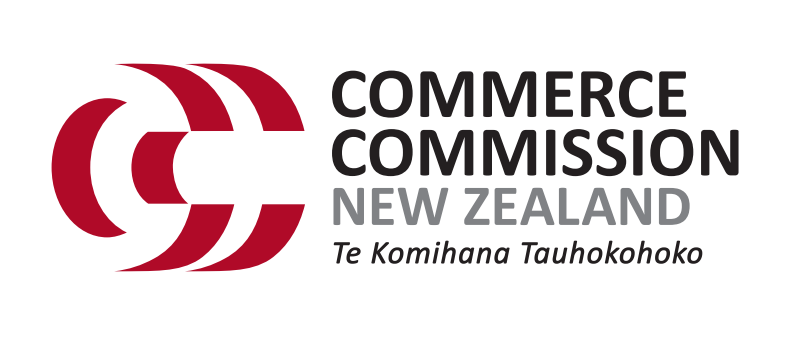 COMMERCE
COMMISSION
NEW ZEALAND
Te Komihana Tauhokohoko